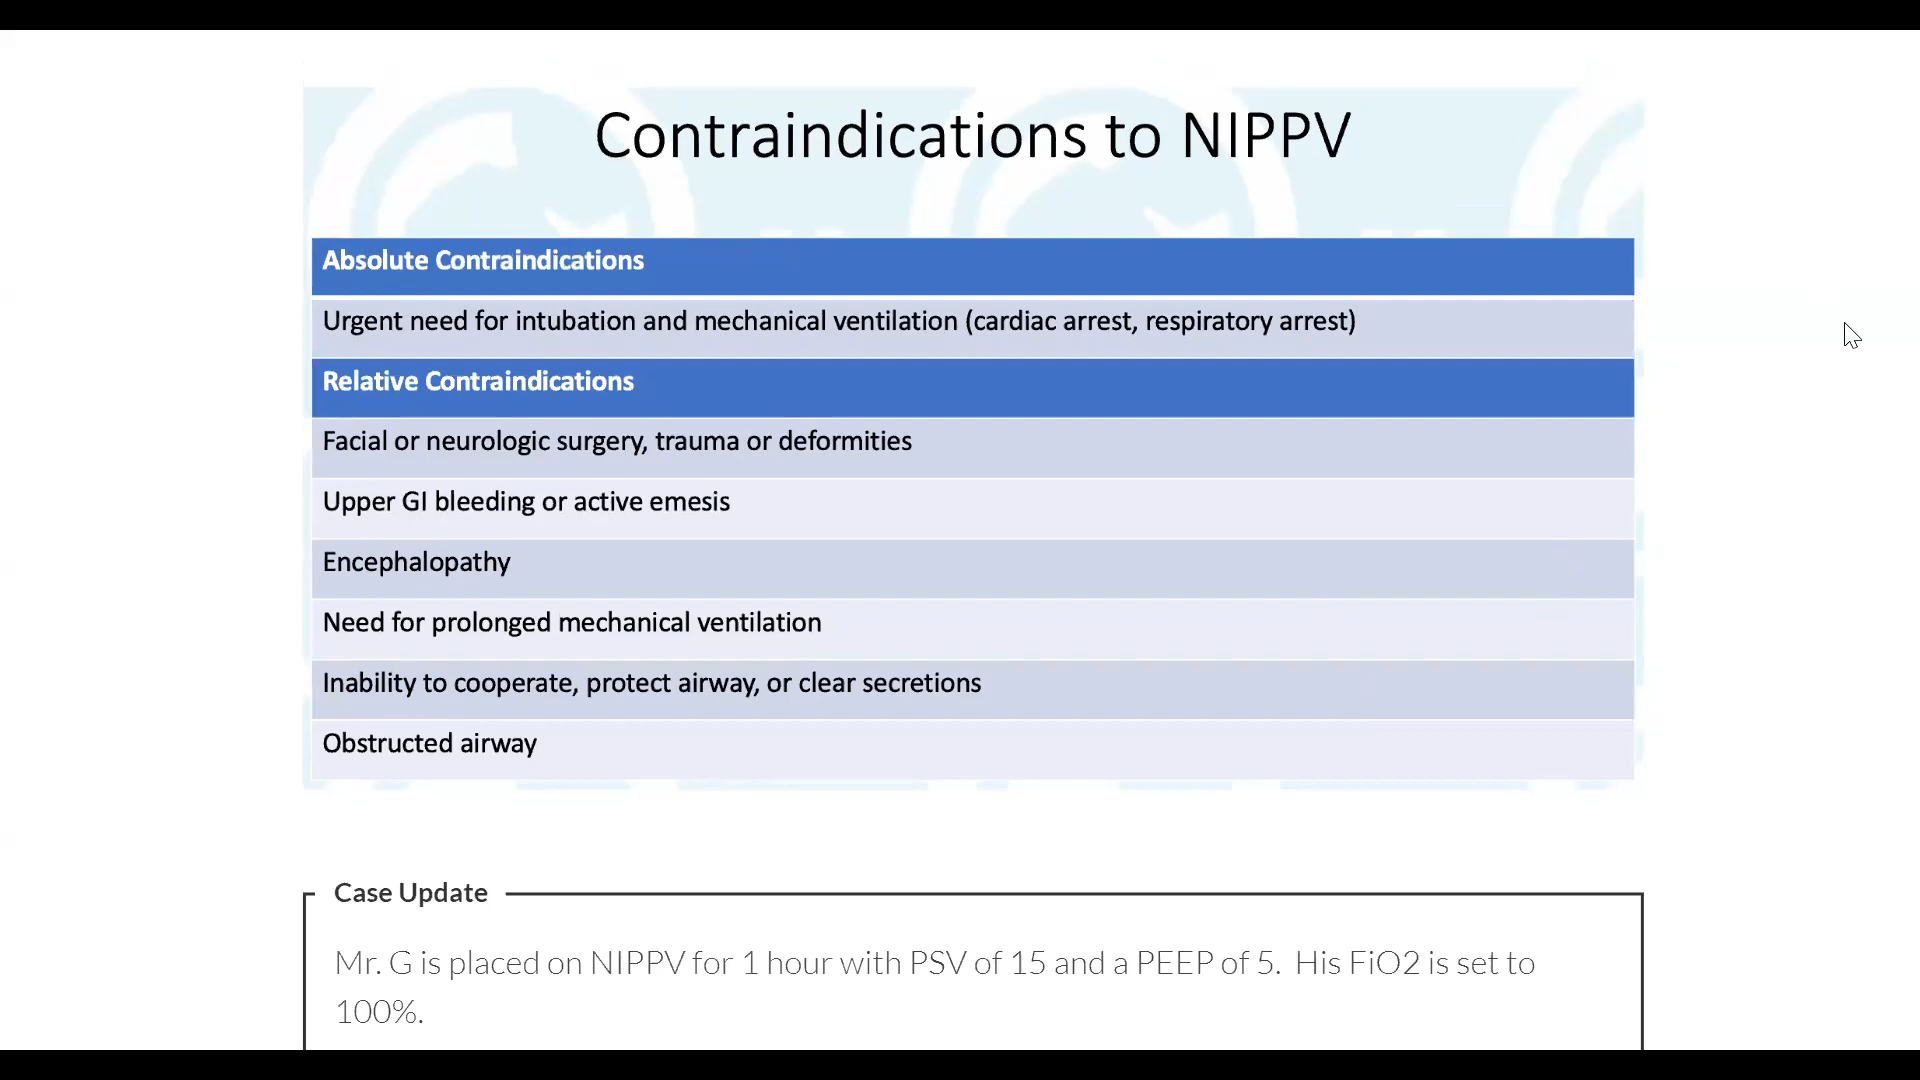 Contraindications to NIPPV
Absolute Contraindications
Urgent need for intubation and mechanical ventilation (cardiac arrest, respiratory arrest)
Relative Contraindications
Facial or neurologic surgery, trauma or deformities
Upper GI bleeding or active emesis
Encephalopathy
Need for prolonged mechanical ventilation
Inability to cooperate, protect airway, or clear secretions
Obstructed airway
Case Update
Mr. G is placed on NIPPV for 1 hour with PSV of 15 and a PEEP of 5.  His FiO2 is set to
100%.